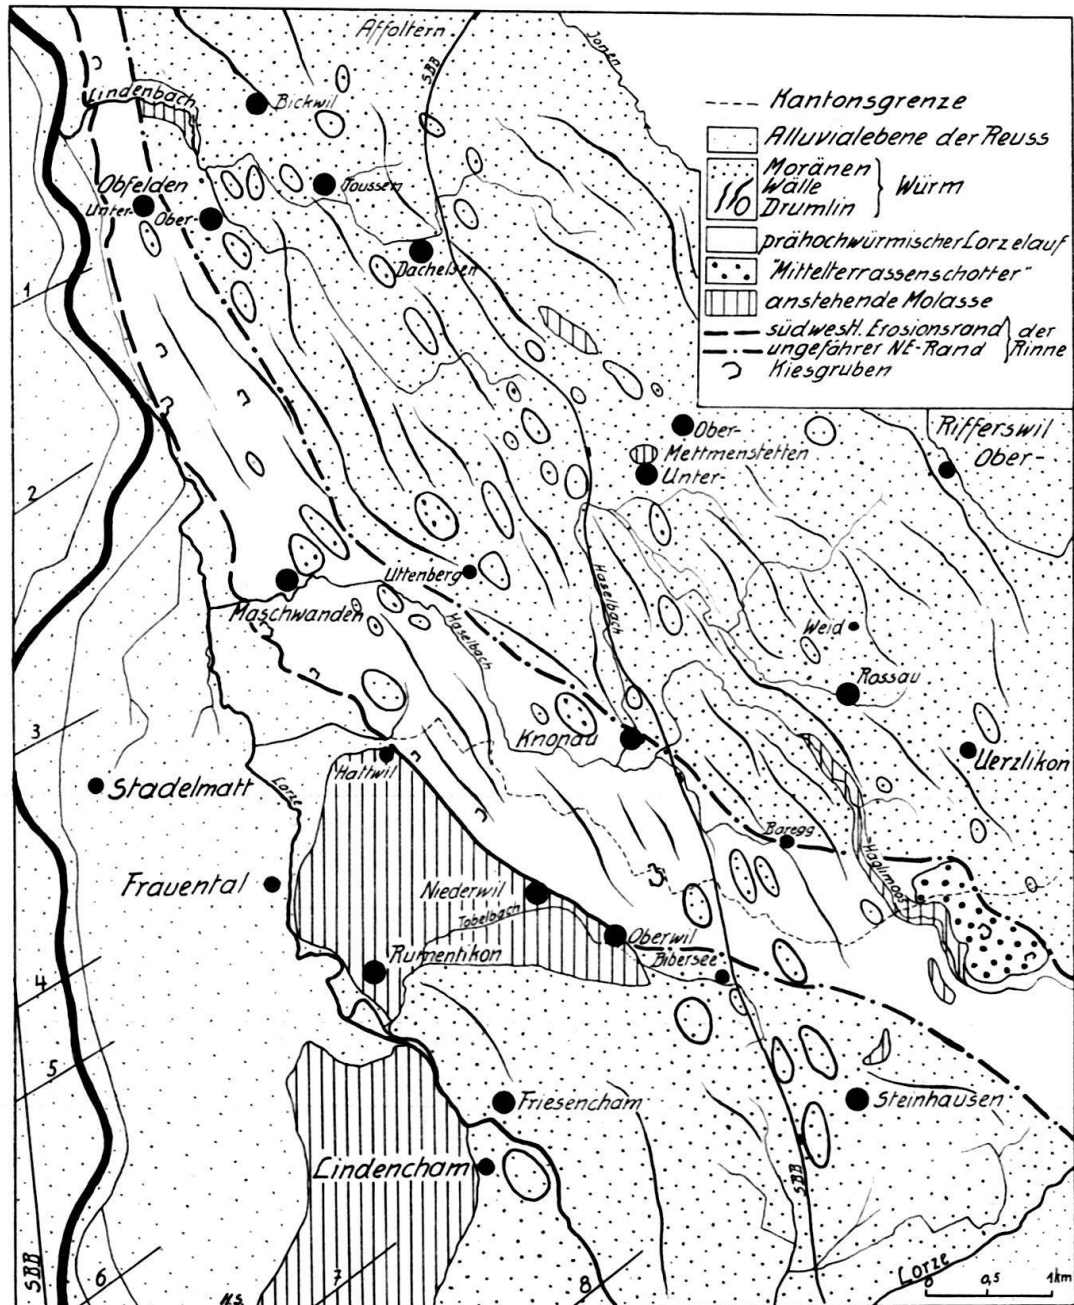 Affoltern
SBB
Jonen
Lindenbach
Bickwil
Kantonsgrenze
Alluvialebene der Reuss
Moränen
Wälle
Drumlin
Würm
prähochwürmischer Lorzelauf
"Mittelterrassenschotter"
anstehende Molasse
südwestl. Erosionsrand
ungefährer NE-Rand
der
Rinne
Kiesgruben
Toussen
Obfelden
Unter-
Ober-
Dachelsen
1
Ober-
Mettmenstetten
Unter-
Rifferswil
Ober-
2
Uttenberg
Maschwanden
Haselbach
Haselbach
Weid
Rossau
3
Knonau
Uerzlikon
Hattwil
Stadelmatt
Lorze
Baregg
Haglimoos
Frauental
Niederwil
Tobelbach
Oberwil
Bibersee
Rumentikon
4
5
Friesencham
Steinhausen
Lindencham
SBB
SBB
6
7
8
H.S.
Lorze
0 0,5 1km